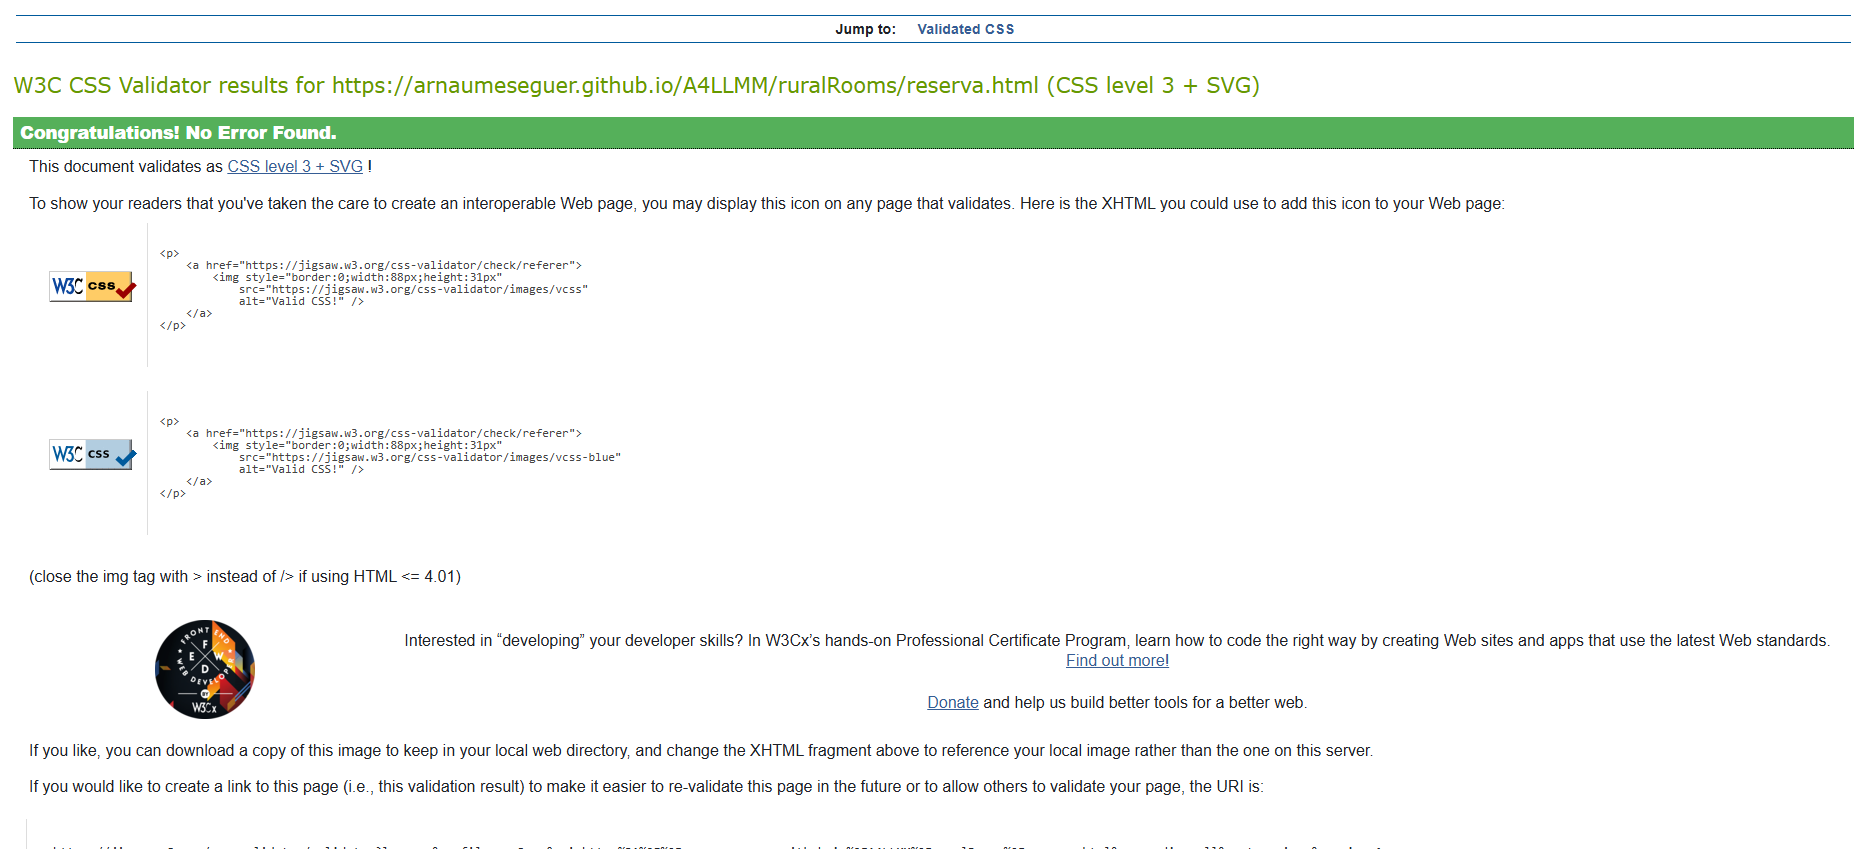 Jump to: Validated CSS
W3C CSS Validator results for https://arnaumeseguer.github.io/A4LLMM/ruralRooms/reserva.html (CSS level 3 + SVG)
Congratulations! No Error Found.
This document validates as CSS level 3 + SVG !
To show your readers that you've taken the care to create an interoperable Web page, you may display this icon on any page that validates. Here is the XHTML you could use to add this icon to your Web page:
W3C css
<p>
<a href="https://jigsaw.w3.org/css-validator/check/referer">
<img style="border:0;width:88px;height:31px"
src="https://jigsaw.w3.org/css-validator/images/vcss"
alt="Valid CSS!" />
</a>
</p>
W3C css
<p>
<a href="https://jigsaw.w3.org/css-validator/check/referer">
<img style="border:0;width:88px;height:31px"
src="https://jigsaw.w3.org/css-validator/images/vcss-blue"
alt="Valid CSS!" />
</a>
</p>
(close the img tag with > instead of /> if using HTML <= 4.01)
FRONT END
F
E W
D
WEB DEVELOPER
BY
W3Cx
Interested in “developing” your developer skills? In W3Cx’s hands-on Professional Certificate Program, learn how to code the right way by creating Web sites and apps that use the latest Web standards.
Find out more!
Donate and help us build better tools for a better web.
If you like, you can download a copy of this image to keep in your local web directory, and change the XHTML fragment above to reference your local image rather than the one on this server.
If you would like to create a link to this page (i.e., this validation result) to make it easier to re-validate this page in the future or to allow others to validate your page, the URI is: